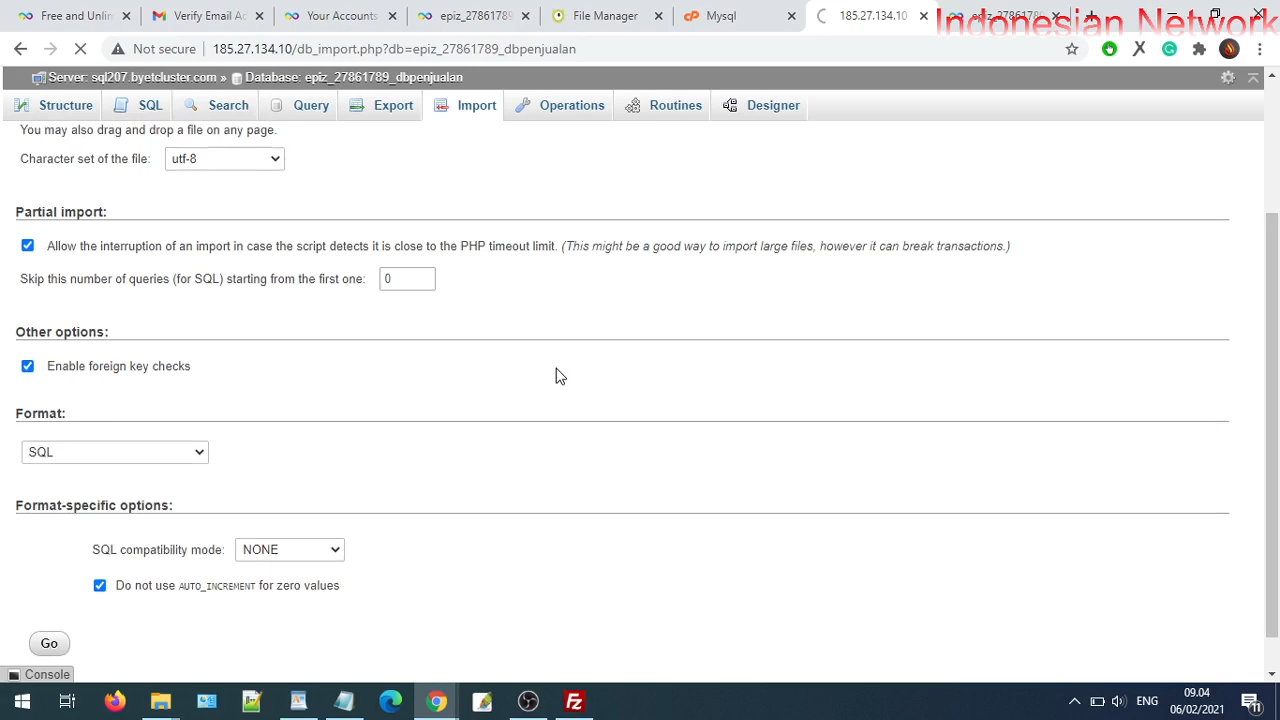 Free and Unlin
Verify Email Ac
Your Accounts
epiz_27861789
File Manager
Mysql
185.27.134.10
epiz_27861789
Indonesian Network
Not secure
185.27.134.10/db_import.php?db=epiz_27861789_dbpenjualan
Server: sql207.byetcluster.com » Database: epiz_27861789_dbpenjualan
Structure
SQL
Search
Query
Export
Import
Operations
Routines
Designer
You may also drag and drop a file on any page.
Character set of the file: utf-8
Partial import:
Allow the interruption of an import in case the script detects it is close to the PHP timeout limit. (This might be a good way to import large files, however it can break transactions.)
Skip this number of queries (for SQL) starting from the first one: 0
Other options:
Enable foreign key checks
Format:
SQL
Format-specific options:
SQL compatibility mode: NONE
Do not use AUTO_INCREMENT for zero values
Go
Console
ENG
09.04
06/02/2021